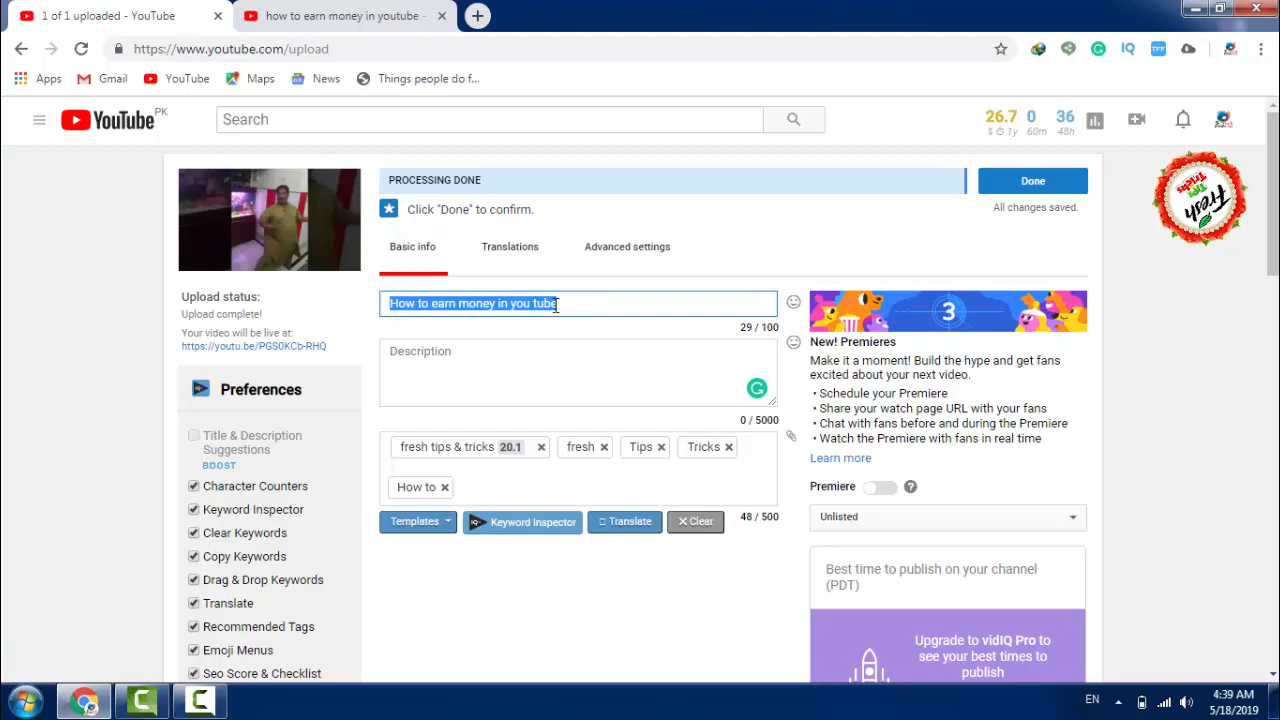 1 of 1 uploaded - YouTube
how to earn money in youtube -
https://www.youtube.com/upload
IQ
TFF
Apps
Gmail
YouTube
Maps
News
Things people do f...
YouTube PK
Search
26.7 0 36
$ 1y 60m 48h
PROCESSING DONE
Done
Click "Done" to confirm.
All changes saved.
Fresh
Tips
Tricks
Basic info
Translations
Advanced settings
Upload status:
Upload complete!
Your video will be live at:
https://youtu.be/PGS0KCb-RHQ
How to earn money in you tube
29 / 100
Description
0 / 5000
3
New! Premieres
Make it a moment! Build the hype and get fans
excited about your next video.
• Schedule your Premiere
• Share your watch page URL with your fans
• Chat with fans before and during the Premiere
• Watch the Premiere with fans in real time
Learn more
Preferences
Title & Description
Suggestions
BOOST
Character Counters
Keyword Inspector
Clear Keywords
Copy Keywords
Drag & Drop Keywords
Translate
Recommended Tags
Emoji Menus
Seo Score & Checklist
fresh tips & tricks 20.1 ×
fresh ×
Tips ×
Tricks ×
How to ×
Templates
Keyword Inspector
Translate
Clear
48 / 500
Premiere
Unlisted
Best time to publish on your channel
(PDT)
Upgrade to vidIQ Pro to
see your best times to
publish
EN
4:39 AM
5/18/2019